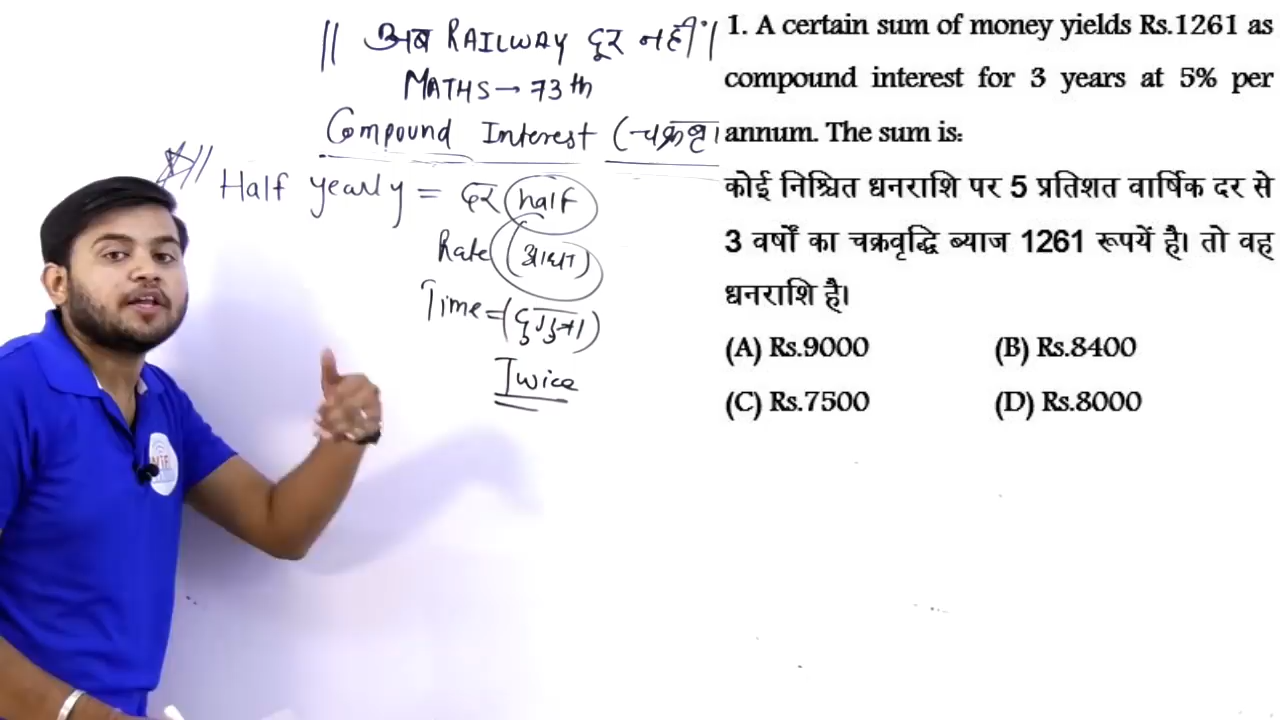 || अब RAILWAY दूर नहीं ||
MATHS → 73th
Compound Interest (चक्रवृ
Half yearly = दर half
Rate (आधा)
Time = (दुगुना)
Twice
1. A certain sum of money yields Rs.1261 as
compound interest for 3 years at 5% per
annum. The sum is:
कोई निश्चित धनराशि पर 5 प्रतिशत वार्षिक दर से
3 वर्षों का चक्रवृद्धि ब्याज 1261 रूपयें है। तो वह
धनराशि है।
(A) Rs.9000 (B) Rs.8400
(C) Rs.7500 (D) Rs.8000